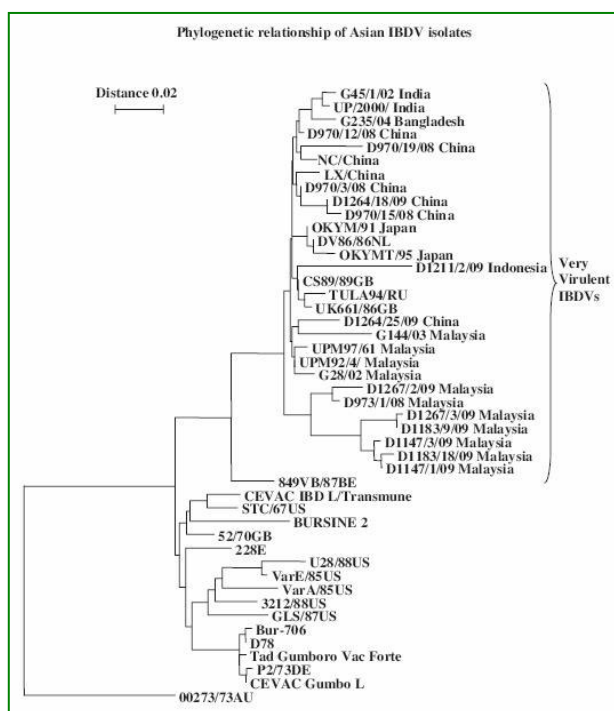 Phylogenetic relationship of Asian IBDV isolates
Distance 0.02
G45/1/02 India
UP/2000/ India
G235/04 Bangladesh
D970/12/08 China
D970/19/08 China
NC/China
LX/China
D970/3/08 China
D1264/18/09 China
D970/15/08 China
OKYM/91 Japan
DV86/86NL
OKYMT/95 Japan
D1211/2/09 Indonesia
CS89/89GB
TULA94/RU
UK661/86GB
D1264/25/09 China
G144/03 Malaysia
UPM97/61 Malaysia
UPM92/4/ Malaysia
G28/02 Malaysia
D1267/2/09 Malaysia
D973/1/08 Malaysia
D1267/3/09 Malaysia
D1183/9/09 Malaysia
D1147/3/09 Malaysia
D1183/18/09 Malaysia
D1147/1/09 Malaysia
849VB/87BE
Very
Virulent
IBDVs
CEVAC IBD L/Transmune
STC/67US
BURSINE 2
52/70GB
228E
U28/88US
VarE/85US
VarA/85US
3212/88US
GLS/87US
Bur-706
D78
Tad Gumboro Vac Forte
P2/73DE
CEVAC Gumbo L
00273/73AU